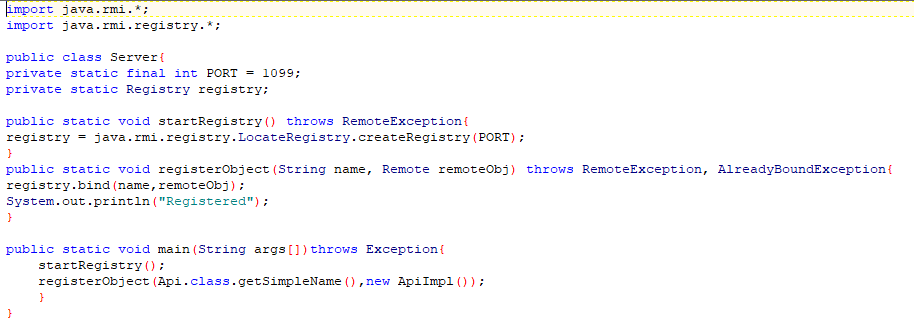 import java.rmi.*;
import java.rmi.registry.*;
public class Server{
private static final int PORT = 1099;
private static Registry registry;
public static void startRegistry() throws RemoteException{
registry = java.rmi.registry.LocateRegistry.createRegistry(PORT);
}
public static void registerObject(String name, Remote remoteObj) throws RemoteException, AlreadyBoundException{
registry.bind(name,remoteObj);
System.out.println("Registered");
}
public static void main(String args[])throws Exception{
startRegistry();
registerObject(Api.class.getSimpleName(),new ApiImpl());
}
}